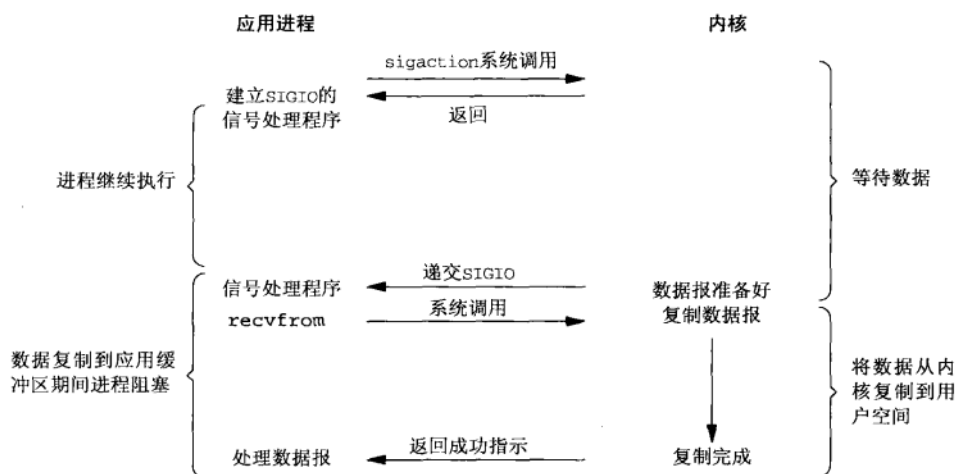 应用进程
内核
sigaction系统调用
建立SIGIO的
信号处理程序
返回
进程继续执行
等待数据
递交SIGIO
信号处理程序
数据报准备好
复制数据报
recvfrom
系统调用
数据复制到应用缓
冲区期间进程阻塞
将数据从内
核复制到用
户空间
返回成功指示
处理数据报
复制完成